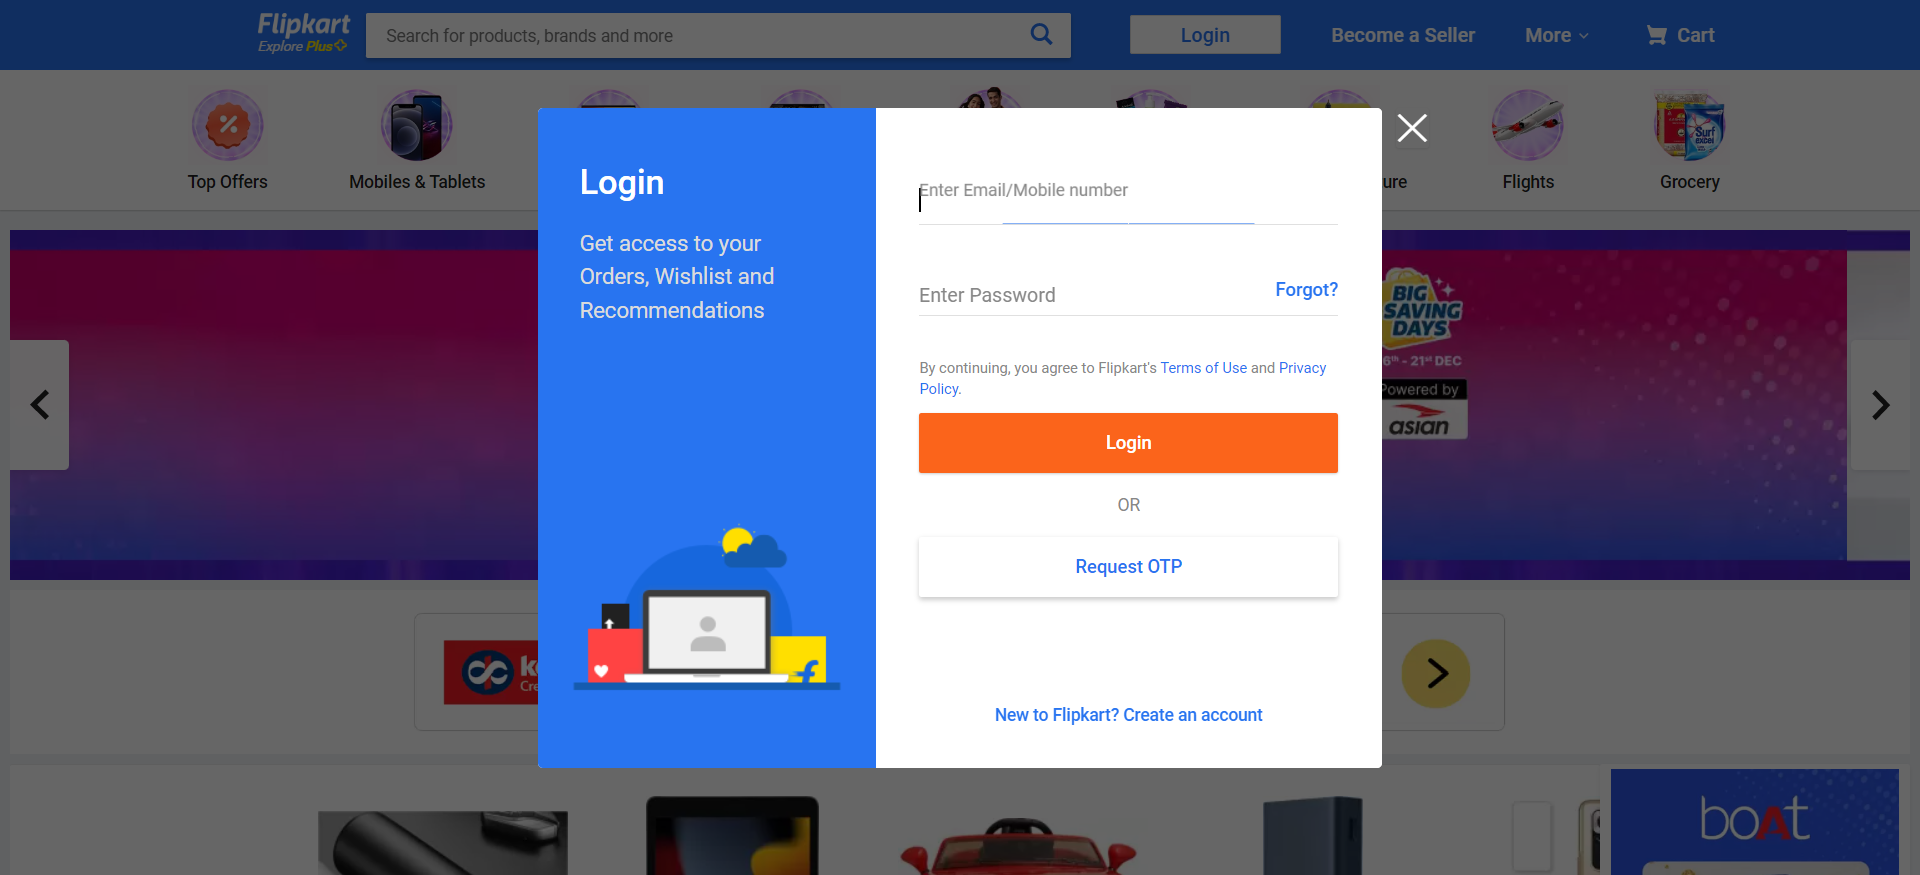 Flipkart
Explore Plus
Search for products, brands and more
Login
Become a Seller
More
Cart
Top Offers
Mobiles & Tablets
ure
Flights
Grocery
Surf
excel
Login
Get access to your
Orders, Wishlist and
Recommendations
Enter Email/Mobile number
Enter Password
Forgot?
By continuing, you agree to Flipkart's Terms of Use and Privacy
Policy.
Login
OR
Request OTP
New to Flipkart? Create an account
BIG
SAVING
DAYS
6th - 21st DEC
Powered by
asian
k
Cre
boAt